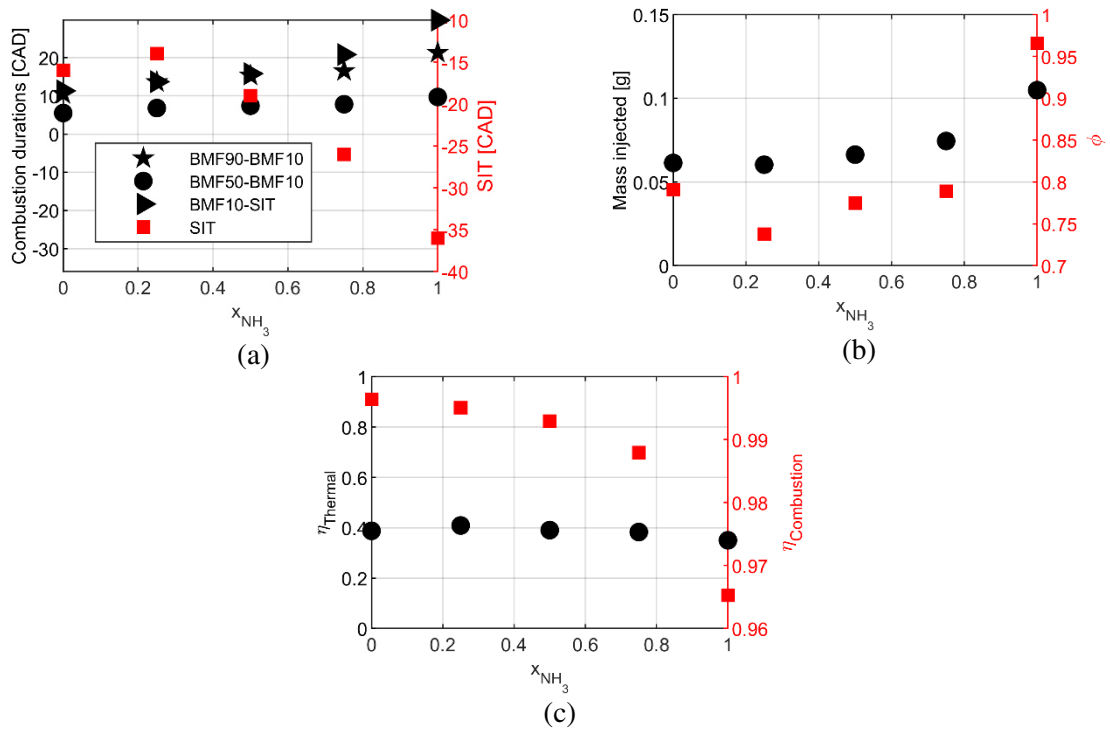 Combustion durations [CAD]
20
10
0
-10
-20
-30
BMF90-BMF10
BMF50-BMF10
BMF10-SIT
SIT
-10
-15
-20
-25
-30
-35
-40
SIT [CAD]
0 0.2 0.4 0.6 0.8 1
x_NH_3
(a)
Mass injected [g]
0.15
0.1
0.05
0
1
0.95
0.9
0.85
0.8
0.75
0.7
ϕ
0 0.2 0.4 0.6 0.8 1
x_NH_3
(b)
η_Thermal
1
0.8
0.6
0.4
0.2
0
1
0.99
0.98
0.97
0.96
η_Combustion
0 0.2 0.4 0.6 0.8 1
x_NH_3
(c)